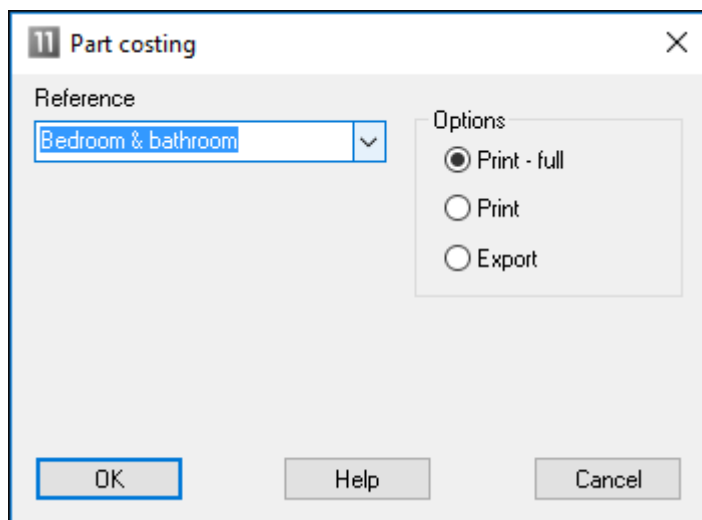 11 Part costing
Reference
Bedroom & bathroom
Options
Print - full
Print
Export
OK
Help
Cancel